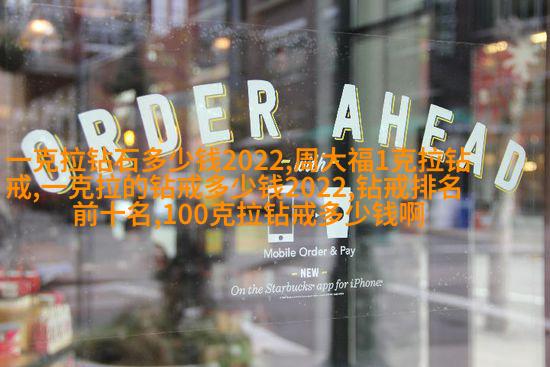 ORDER AHEAD
一克拉钻石多少钱2022,周大福1克拉钻
with
戒,一克拉的钻戒多少钱2022,钻戒排名
前十名,100克拉钻戒多少钱啊
Mobile Order & Pay
– NEW –
On the Starbucks® app for iPhone®